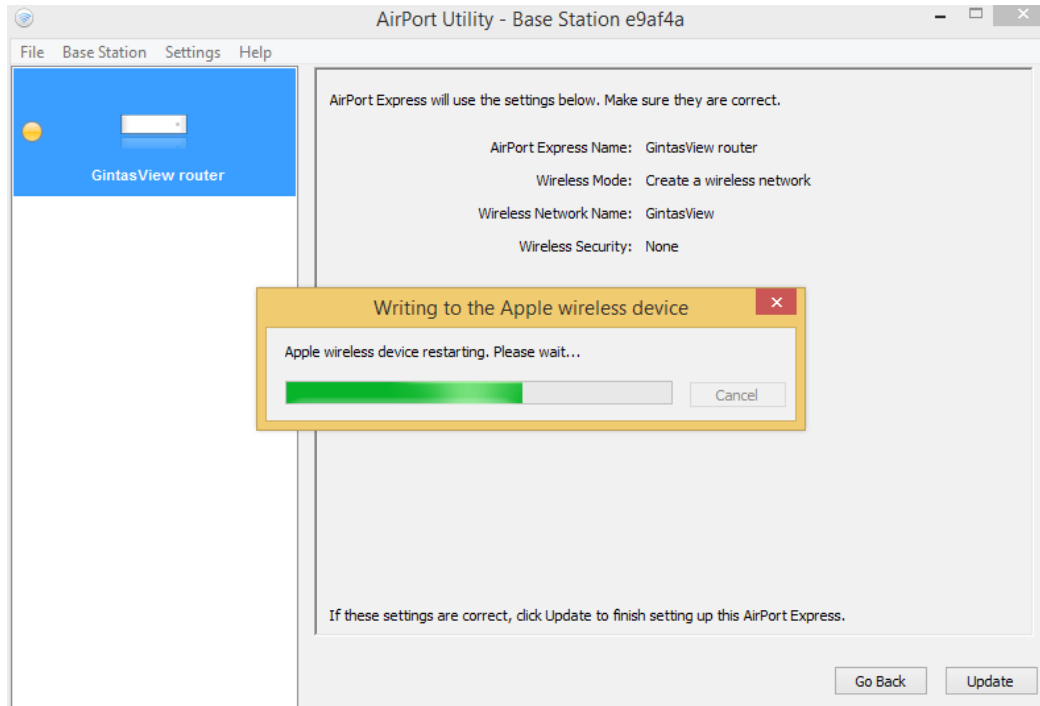 AirPort Utility - Base Station e9af4a
File Base Station Settings Help
GintasView router
AirPort Express will use the settings below. Make sure they are correct.
AirPort Express Name: GintasView router
Wireless Mode: Create a wireless network
Wireless Network Name: GintasView
Wireless Security: None
Writing to the Apple wireless device
Apple wireless device restarting. Please wait...
Cancel
If these settings are correct, click Update to finish setting up this AirPort Express.
Go Back Update